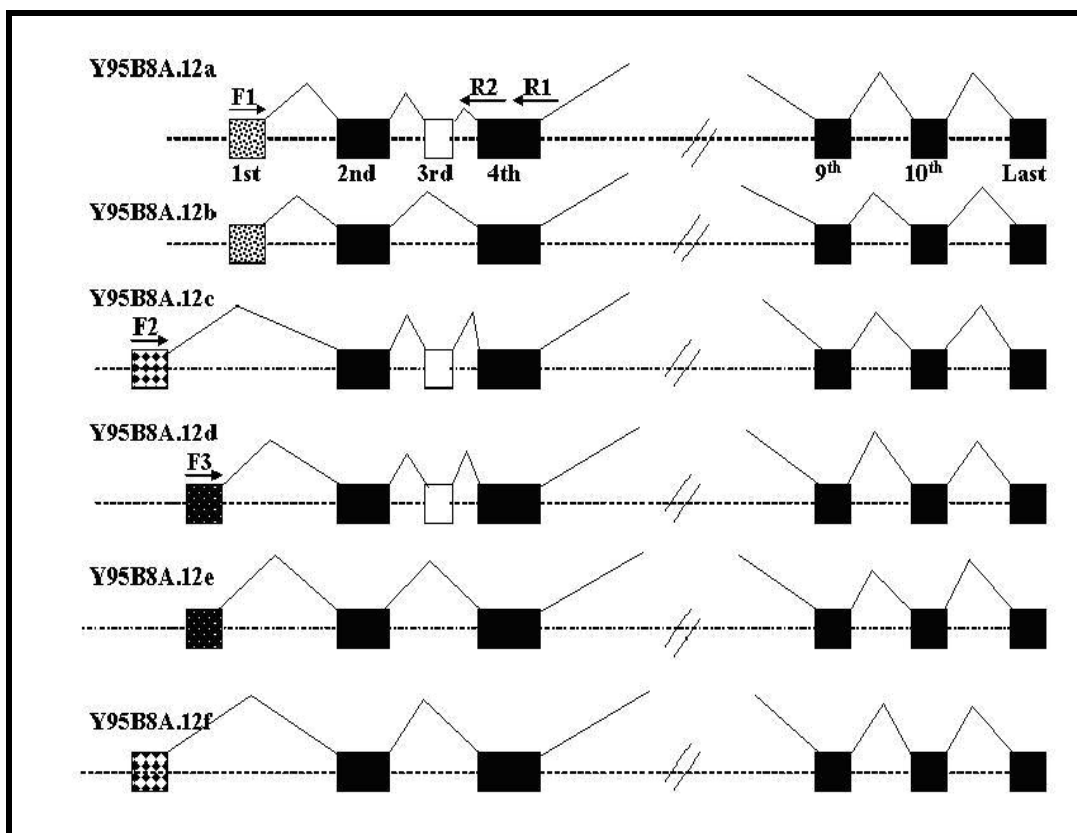 Y95B8A.12a
F1 R2 R1
1st 2nd 3rd 4th 9th 10th Last
Y95B8A.12b
Y95B8A.12c
F2
Y95B8A.12d
F3
Y95B8A.12e
Y95B8A.12f